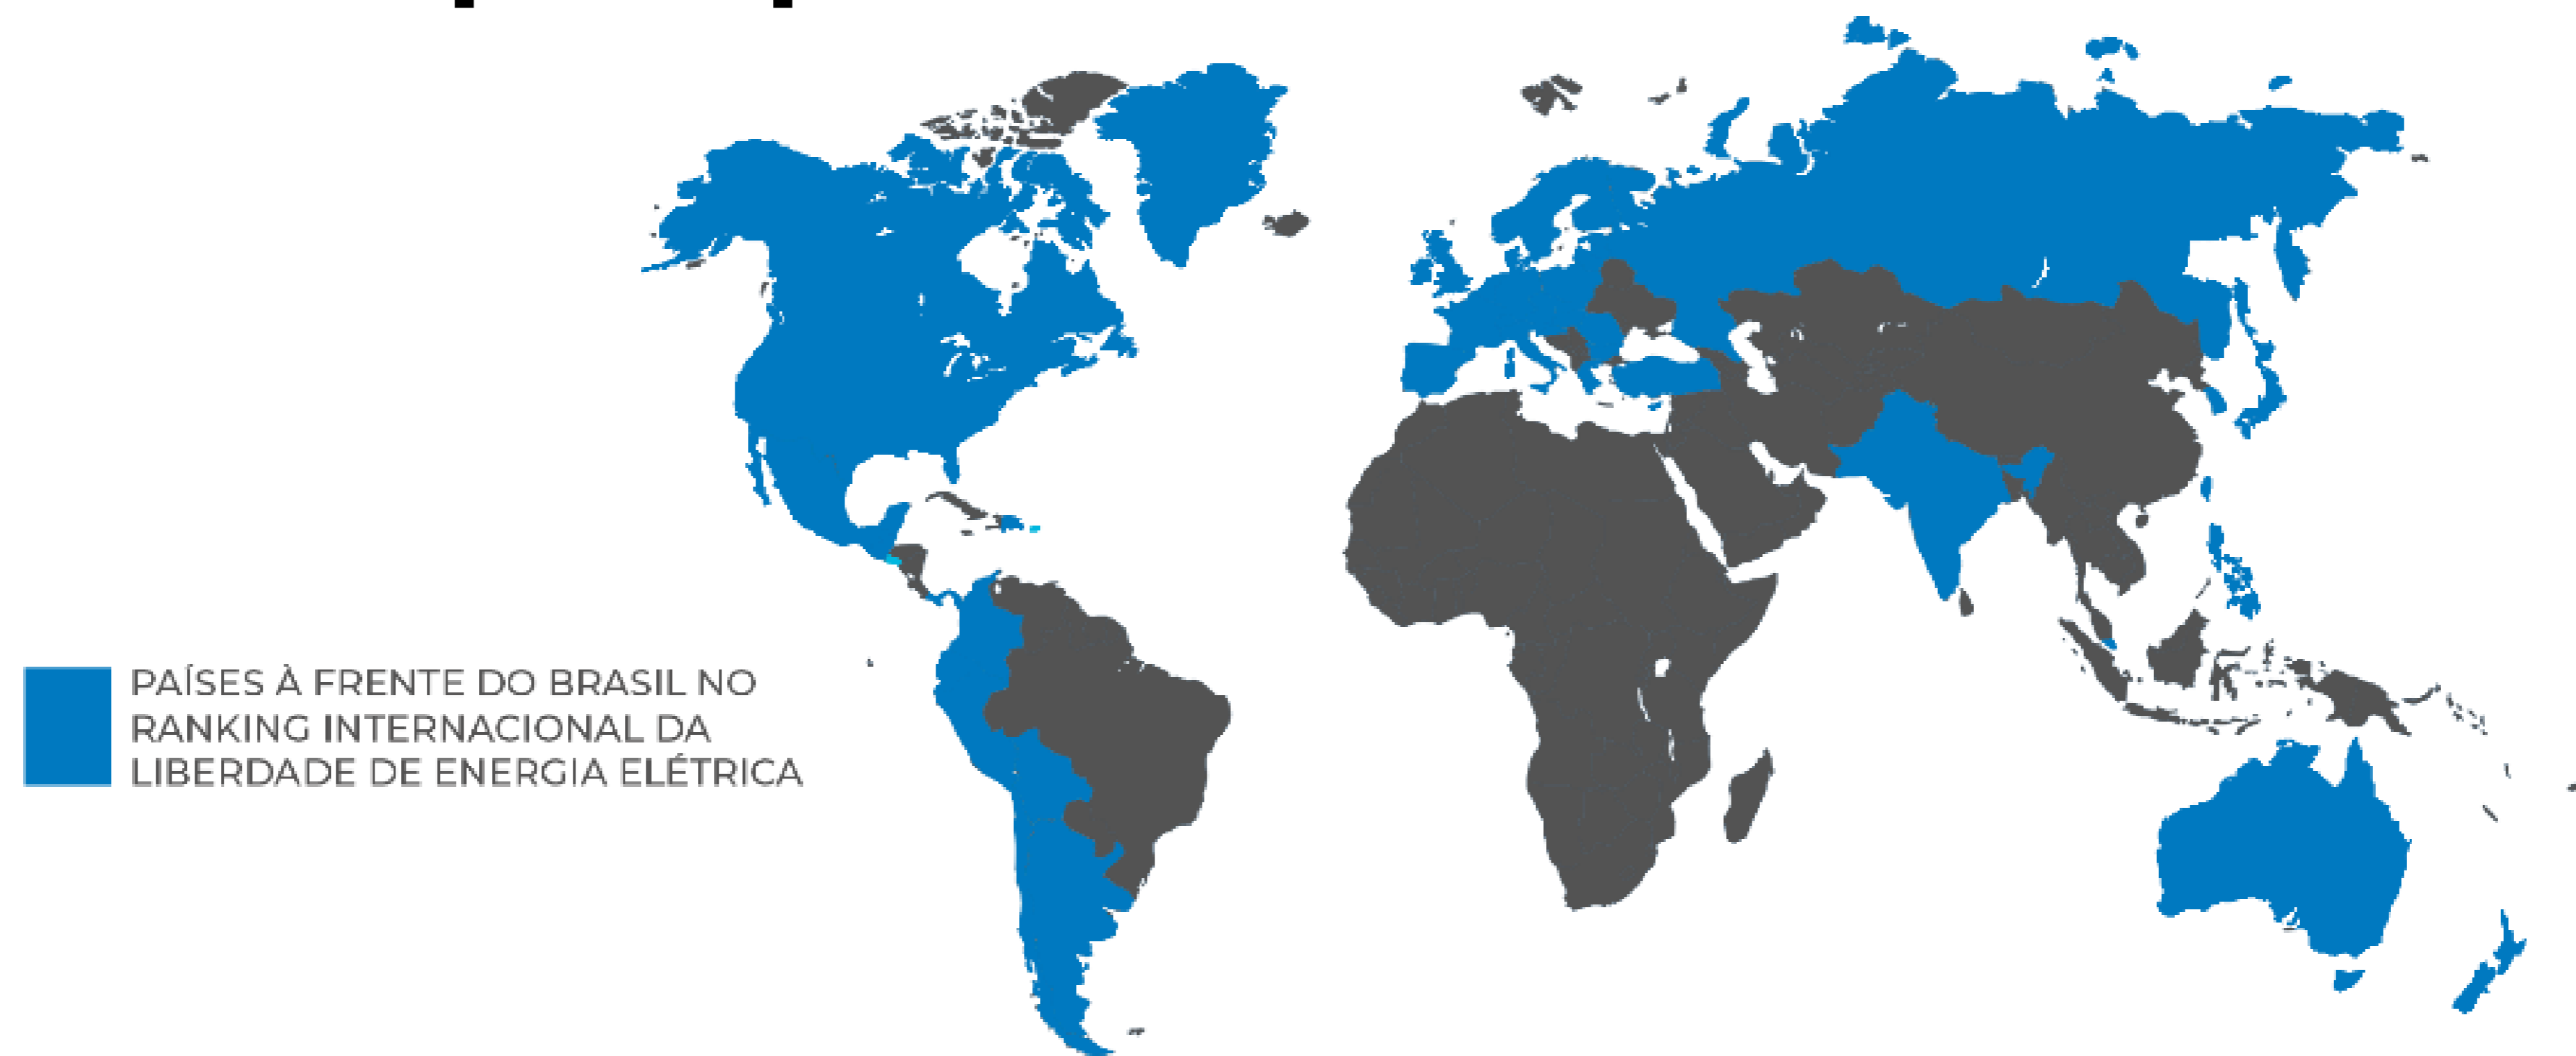 PAÍSES À FRENTE DO BRASIL NO
RANKING INTERNACIONAL DA
LIBERDADE DE ENERGIA ELÉTRICA